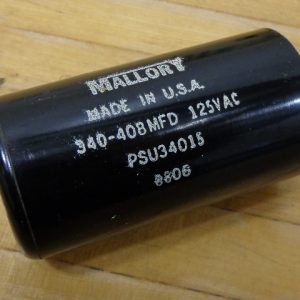 MALLORY
MADE IN U.S.A.
340-408MFD 125VAC
PSU34015
8806